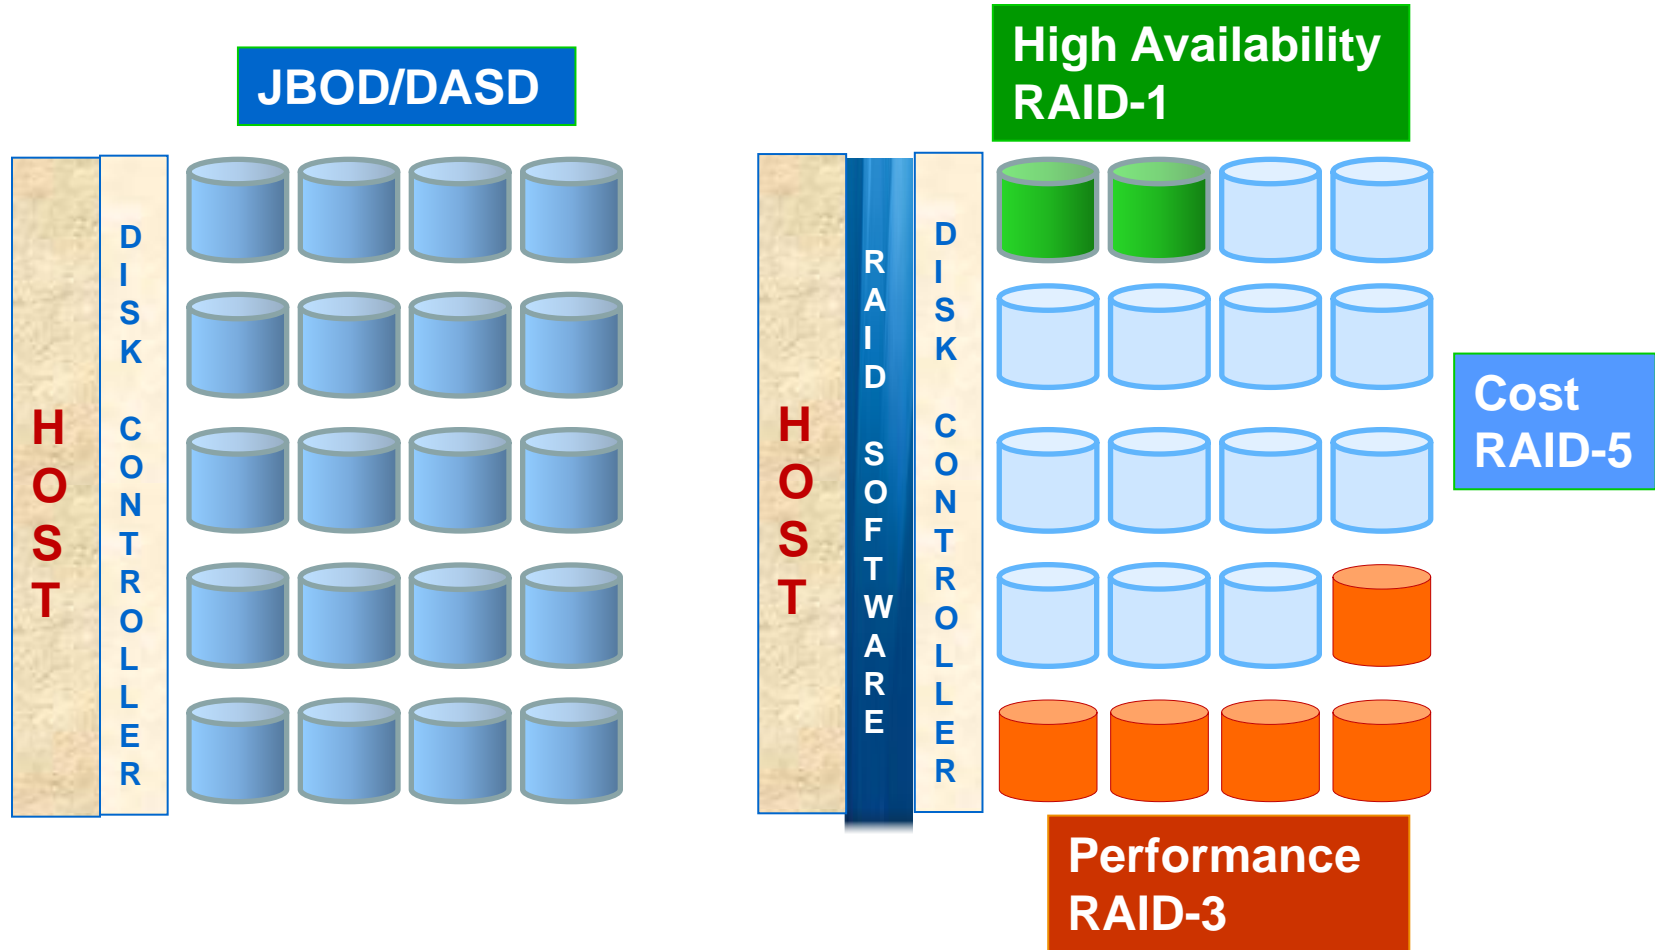 JBOD/DASD
HOST
DISK CONTROLLER
High Availability
RAID-1
HOST
RAID SOFTWARE
DISK CONTROLLER
Cost
RAID-5
Performance
RAID-3